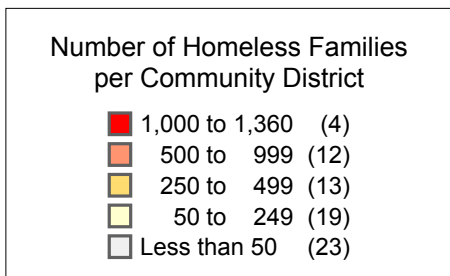 Number of Homeless Families
per Community District
1,000 to 1,360 (4)
500 to 999 (12)
250 to 499 (13)
50 to 249 (19)
Less than 50 (23)